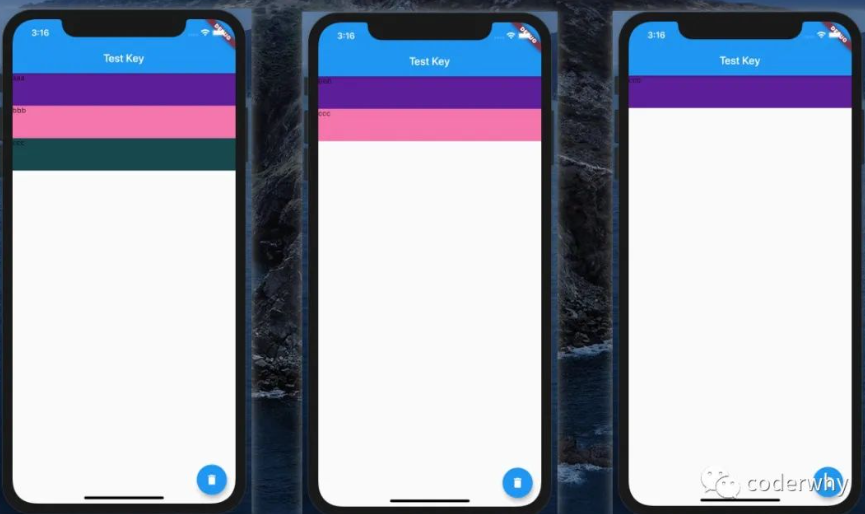 3:16
DEBUG
Test Key
aaa
bbb
ccc
3:16
DEBUG
Test Key
bbb
ccc
3:16
DEBUG
Test Key
ccc
coderwhy